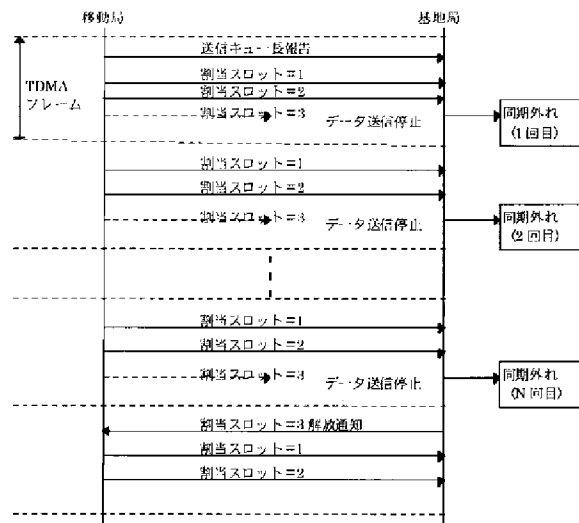 移動局
基地局
送信キュー長報告
割当スロット=1
割当スロット=2
割当スロット=3
データ送信停止
TDMA
フレーム
同期外れ
(1回目)
割当スロット=1
割当スロット=2
割当スロット=3
データ送信停止
同期外れ
(2回目)
割当スロット=1
割当スロット=2
割当スロット=3
データ送信停止
同期外れ
(N回目)
割当スロット=3 解放通知
割当スロット=1
割当スロット=2